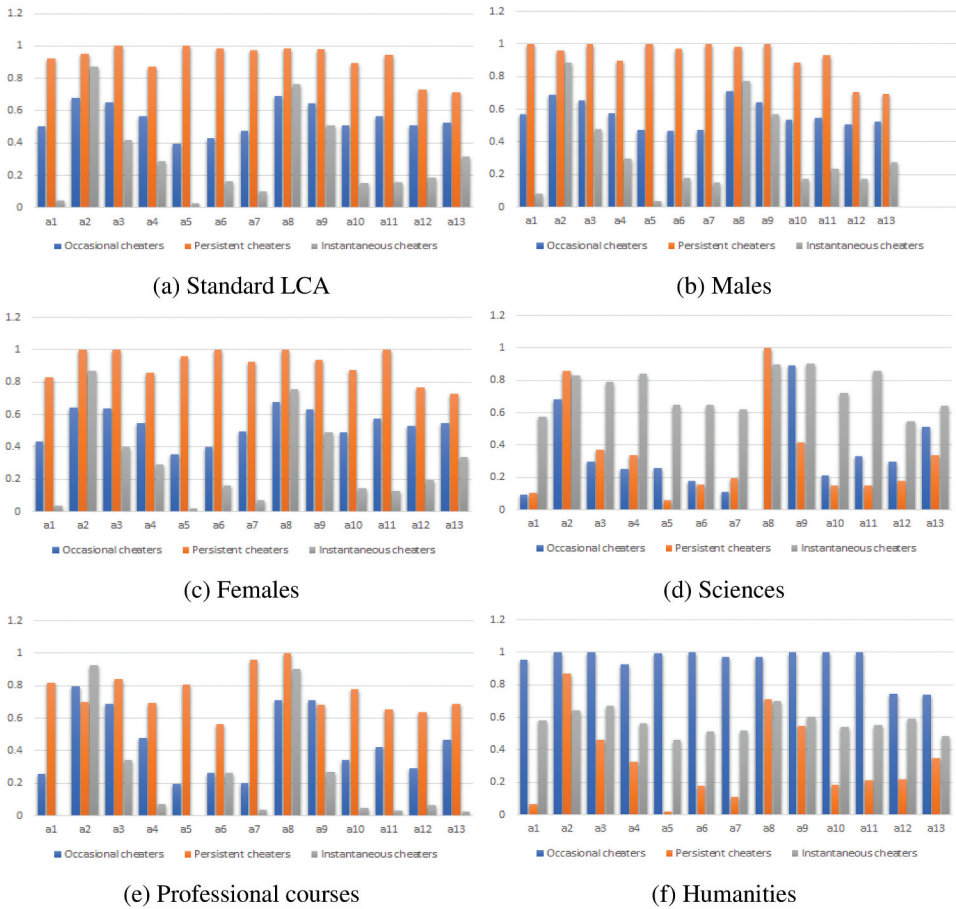 1.2
1
0.8
0.6
0.4
0.2
0
a1 a2 a3 a4 a5 a6 a7 a8 a9 a10 a11 a12 a13
Occasional cheaters Persistent cheaters Instantaneous cheaters
(a) Standard LCA
1.2
1
0.8
0.6
0.4
0.2
0
a1 a2 a3 a4 a5 a6 a7 a8 a9 a10 a11 a12 a13
Occasional cheaters Persistent cheaters Instantaneous cheaters
(b) Males
1.2
1
0.8
0.6
0.4
0.2
0
a1 a2 a3 a4 a5 a6 a7 a8 a9 a10 a11 a12 a13
Occasional cheaters Persistent cheaters Instantaneous cheaters
(c) Females
1.2
1
0.8
0.6
0.4
0.2
0
a1 a2 a3 a4 a5 a6 a7 a8 a9 a10 a11 a12 a13
Occasional cheaters Persistent cheaters Instantaneous cheaters
(d) Sciences
1.2
1
0.8
0.6
0.4
0.2
0
a1 a2 a3 a4 a5 a6 a7 a8 a9 a10 a11 a12 a13
Occasional cheaters Persistent cheaters Instantaneous cheaters
(e) Professional courses
1.2
1
0.8
0.6
0.4
0.2
0
a1 a2 a3 a4 a5 a6 a7 a8 a9 a10 a11 a12 a13
Occasional cheaters Persistent cheaters Instantaneous cheaters
(f) Humanities